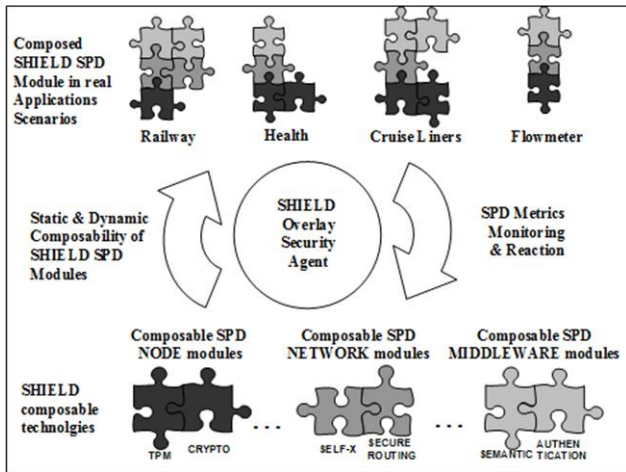 Composed
SHIELD SPD
Module in real
Applications
Scenarios
Railway
Health
Cruise Liners
Flowmeter
Static & Dynamic
Composability of
SHIELD SPD
Modules
SHIELD
Overlay
Security
Agent
SPD Metrics
Monitoring
& Reaction
Composable SPD
NODE modules
Composable SPD
NETWORK modules
Composable SPD
MIDDLEWARE modules
SHIELD
composable
technolgies
TPM
CRYPTO
. . .
SELF-X
SECURE
ROUTING
. . .
SEMANTIC
AUTHEN
TICATION